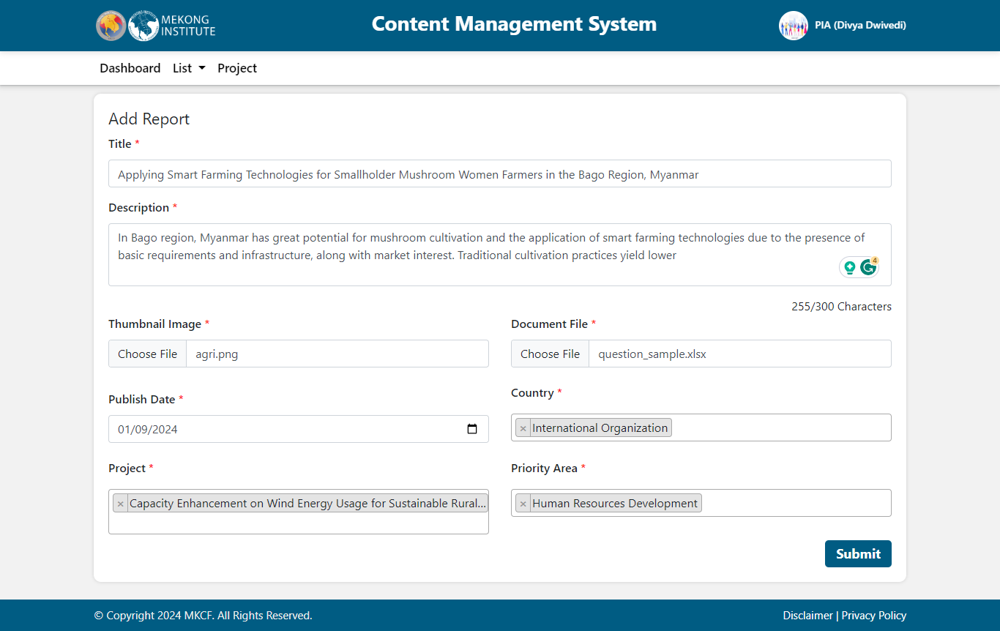 MEKONG
INSTITUTE
Content Management System
PIA (Divya Dwivedi)
Dashboard List Project
Add Report
Title *
Applying Smart Farming Technologies for Smallholder Mushroom Women Farmers in the Bago Region, Myanmar
Description *
In Bago region, Myanmar has great potential for mushroom cultivation and the application of smart farming technologies due to the presence of
basic requirements and infrastructure, along with market interest. Traditional cultivation practices yield lower
4
255/300 Characters
Thumbnail Image *
Choose File agri.png
Document File *
Choose File question_sample.xlsx
Publish Date *
01/09/2024
Country *
× International Organization
Project *
× Capacity Enhancement on Wind Energy Usage for Sustainable Rural...
Priority Area *
× Human Resources Development
Submit
© Copyright 2024 MKCF. All Rights Reserved.
Disclaimer | Privacy Policy